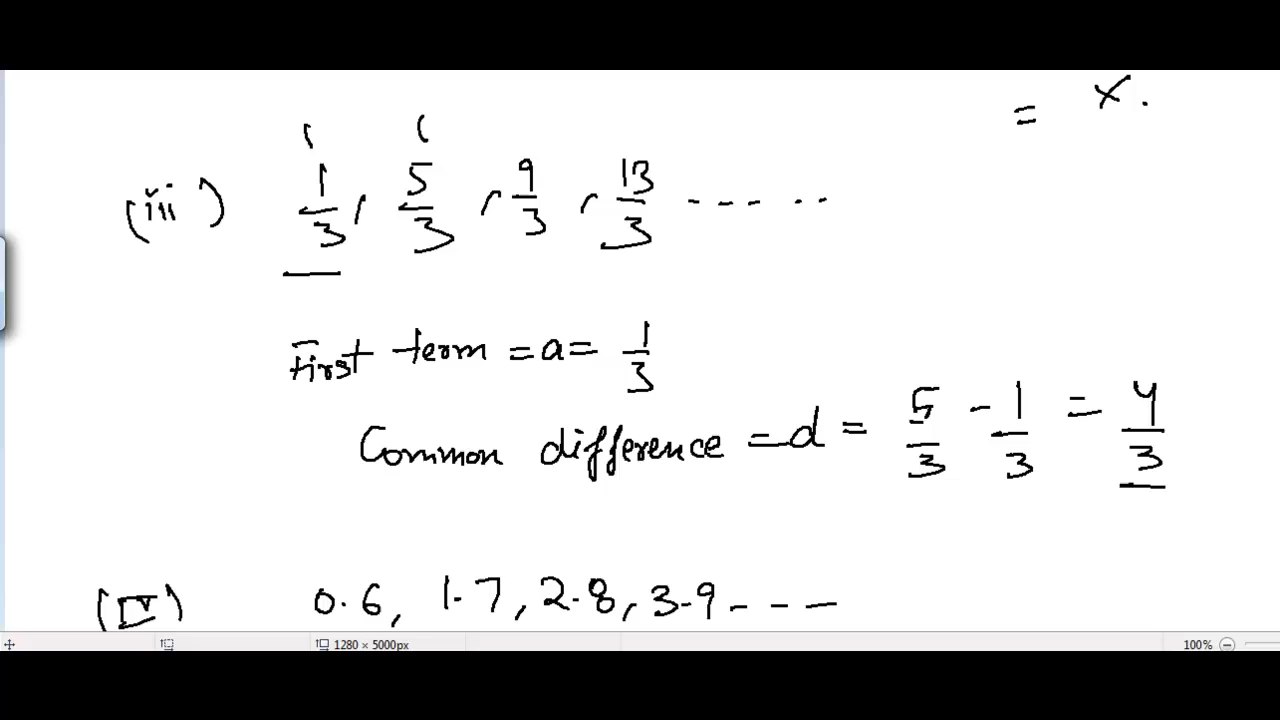 = x.
(iii) 1/3, 5/3, 9/3, 13/3 ......
First term = a = 1/3
Common difference = d = 5/3 - 1/3 = 4/3
(IV) 0.6, 1.7, 2.8, 3.9 - - - -
1280 × 5000px 100%